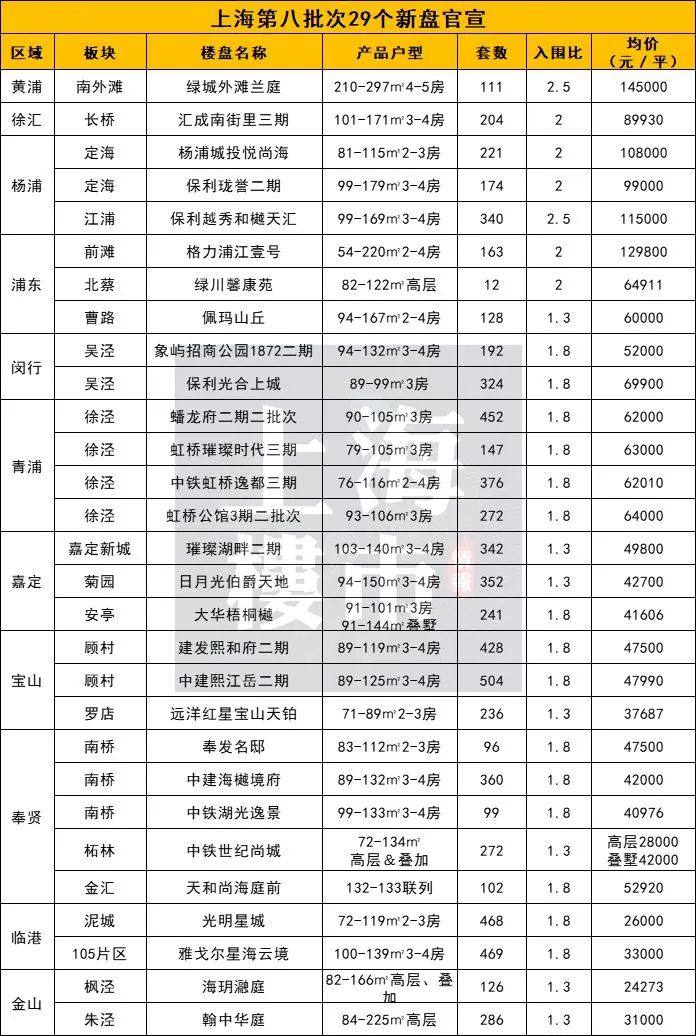 上海第八批次29个新盘官宣
区域 板块 楼盘名称 产品户型 套数 入围比 均价（元／平）
黄浦 南外滩 绿城外滩兰庭 210-297㎡4-5房 111 2.5 145000
徐汇 长桥 汇成南街里三期 101-171㎡3-4房 204 2 89930
杨浦 定海 杨浦城投悦尚海 81-115㎡2-3房 221 2 108000
定海 保利珑誉二期 99-179㎡3-4房 174 2 99000
江浦 保利越秀和樾天汇 99-169㎡3-4房 340 2.5 115000
浦东 前滩 格力浦江壹号 54-220㎡2-4房 163 2 129800
北蔡 绿川馨康苑 82-122㎡高层 12 2 64911
曹路 佩玛山丘 94-167㎡2-4房 128 1.3 60000
闵行 吴泾 象屿招商公园1872二期 94-132㎡3-4房 192 1.8 52000
吴泾 保利光合上城 89-99㎡3房 324 1.8 69900
青浦 徐泾 蟠龙府二期二批次 90-105㎡3房 452 1.8 62000
徐泾 虹桥璀璨时代三期 79-105㎡3房 147 1.8 63000
徐泾 中铁虹桥逸都三期 76-116㎡2-4房 376 1.8 62010
徐泾 虹桥公馆3期二批次 93-106㎡3房 272 1.8 64000
嘉定 嘉定新城 璀璨湖畔二期 103-140㎡3-4房 342 1.3 49800
菊园 日月光伯爵天地 94-150㎡3-4房 352 1.3 42700
安亭 大华梧桐樾 91-101㎡3房 91-144㎡叠墅 241 1.8 41606
宝山 顾村 建发熙和府二期 89-119㎡3-4房 428 1.8 47500
顾村 中建熙江岳二期 89-125㎡3-4房 504 1.8 47990
罗店 远洋红星宝山天铂 71-89㎡2-3房 236 1.3 37687
奉贤 南桥 奉发名邸 83-112㎡2-3房 96 1.8 47500
南桥 中建海樾境府 89-132㎡3-4房 360 1.8 42000
南桥 中铁湖光逸景 99-133㎡3-4房 99 1.8 40976
柘林 中铁世纪尚城 72-134㎡高层＆叠加 272 1.3 高层28000 叠墅42000
金汇 天和尚海庭前 132-133联列 102 1.8 52920
临港 泥城 光明星城 72-119㎡2-3房 468 1.8 26000
105片区 雅戈尔星海云境 100-139㎡3-4房 469 1.8 33000
金山 枫泾 海玥瀜庭 82-166㎡高层、叠加 126 1.3 24273
朱泾 翰中华庭 84-225㎡高层 286 1.3 31000
上海
樓市
情報